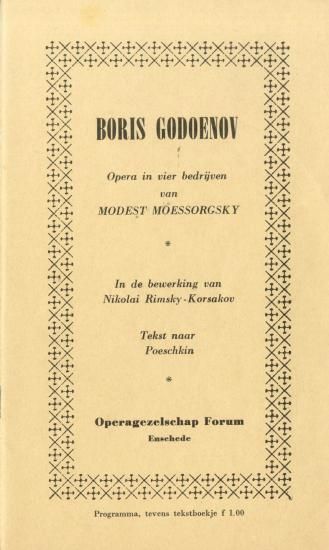 BORIS GODOENOV
Opera in vier bedrijven
van
MODEST MOESSORGSKY
*
In de bewerking van
Nikolai Rimsky-Korsakov
Tekst naar
Poeschkin
*
Operagezelschap Forum
Enschede
Programma, tevens tekstboekje f 1.00